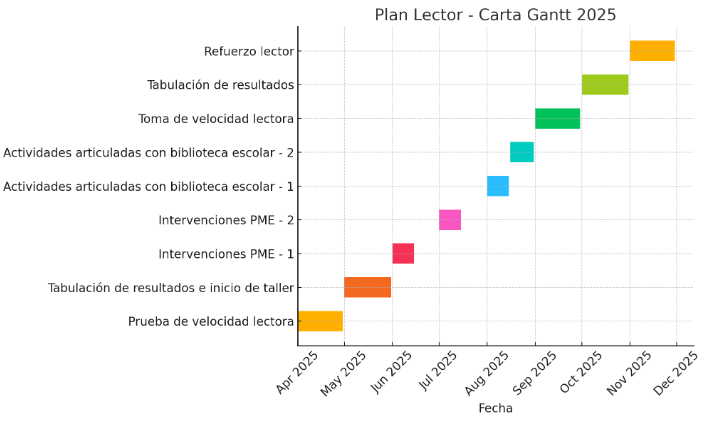 Plan Lector - Carta Gantt 2025
Refuerzo lector
Tabulación de resultados
Toma de velocidad lectora
Actividades articuladas con biblioteca escolar - 2
Actividades articuladas con biblioteca escolar - 1
Intervenciones PME - 2
Intervenciones PME - 1
Tabulación de resultados e inicio de taller
Prueba de velocidad lectora
Apr 2025
May 2025
Jun 2025
Jul 2025
Aug 2025
Sep 2025
Oct 2025
Nov 2025
Dec 2025
Fecha